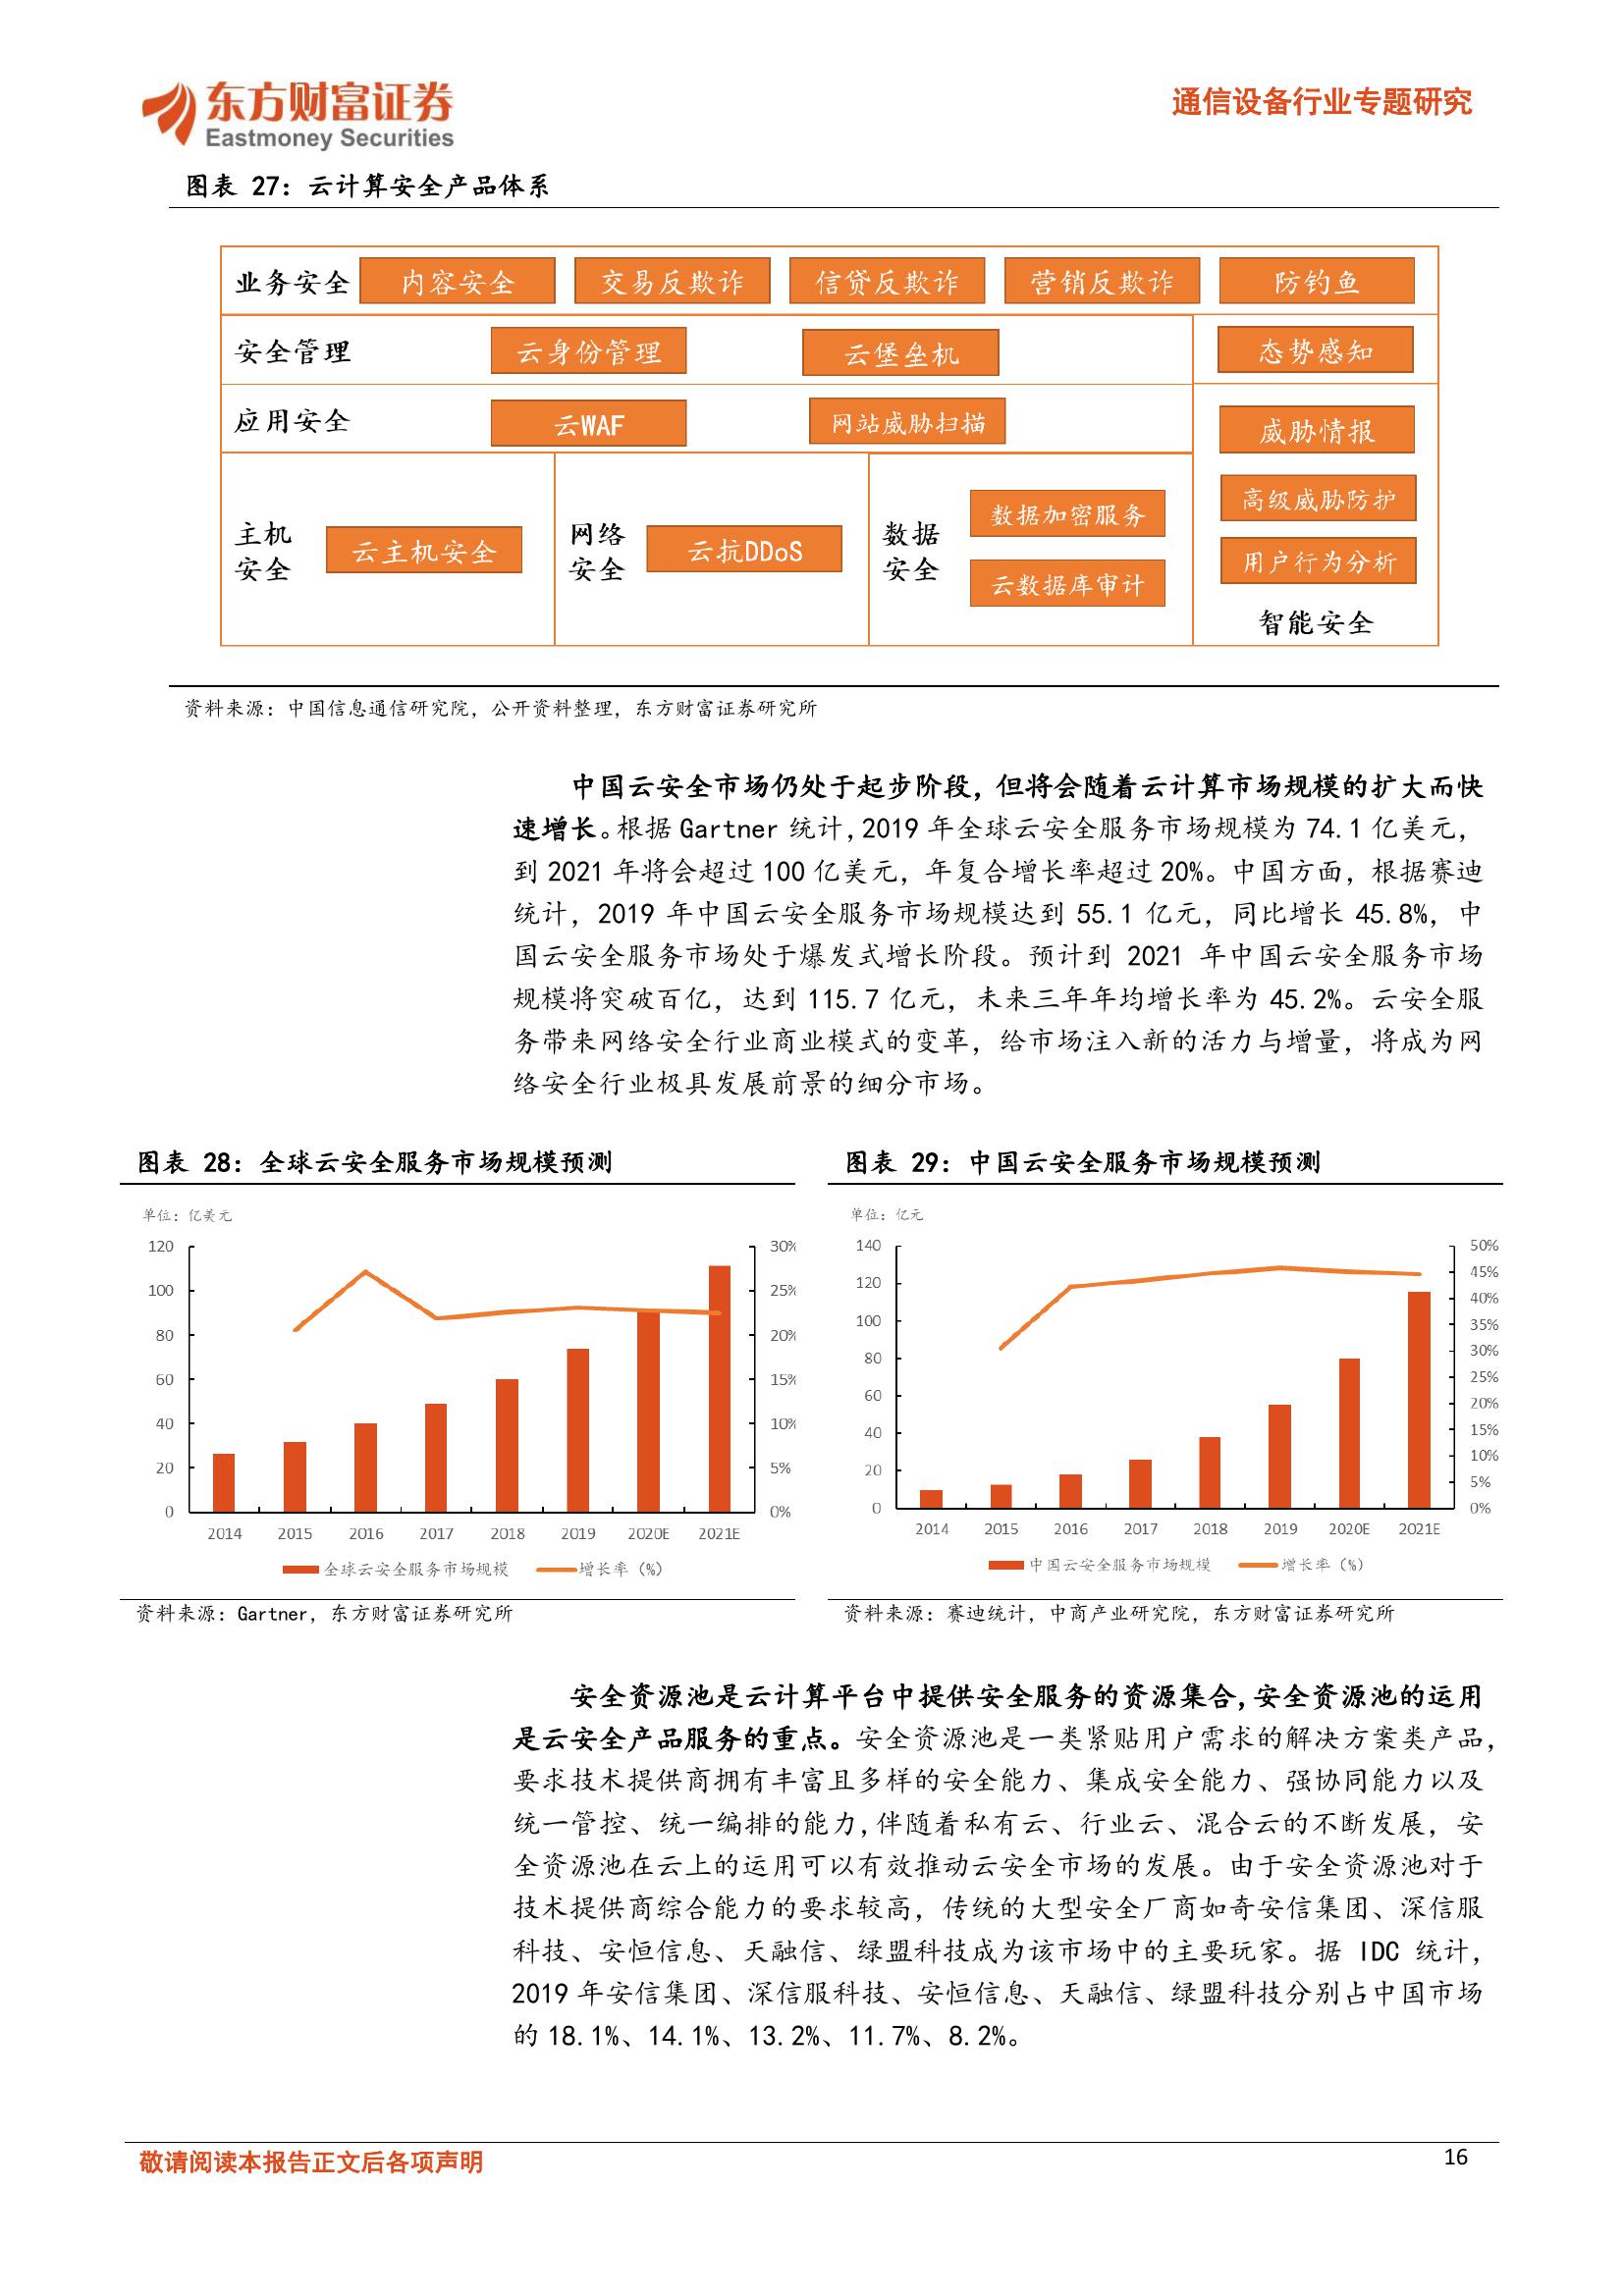 东方财富证券
Eastmoney Securities
通信设备行业专题研究
图表 27：云计算安全产品体系
业务安全 内容安全 交易反欺诈 信贷反欺诈 营销反欺诈 防钓鱼
安全管理 云身份管理 云堡垒机 态势感知
应用安全 云WAF 网站威胁扫描 威胁情报
主机安全 云主机安全
网络安全 云抗DDoS
数据安全 数据加密服务
云数据库审计
高级威胁防护
用户行为分析
智能安全
资料来源：中国信息通信研究院，公开资料整理，东方财富证券研究所
中国云安全市场仍处于起步阶段，但将会随着云计算市场规模的扩大而快
速增长。根据 Gartner 统计，2019 年全球云安全服务市场规模为 74.1 亿美元，
到 2021 年将会超过 100 亿美元，年复合增长率超过 20%。中国方面，根据赛迪
统计，2019 年中国云安全服务市场规模达到 55.1 亿元，同比增长 45.8%，中
国云安全服务市场处于爆发式增长阶段。预计到 2021 年中国云安全服务市场
规模将突破百亿，达到 115.7 亿元，未来三年年均增长率为 45.2%。云安全服
务带来网络安全行业商业模式的变革，给市场注入新的活力与增量，将成为网
络安全行业极具发展前景的细分市场。
图表 28：全球云安全服务市场规模预测
单位：亿美元
120 30%
100 25%
80 20%
60 15%
40 10%
20 5%
0 0%
2014 2015 2016 2017 2018 2019 2020E 2021E
全球云安全服务市场规模 增长率（%）
资料来源：Gartner，东方财富证券研究所
图表 29：中国云安全服务市场规模预测
单位：亿元
140
120
100
80
60
40
20
0
50%
45%
40%
35%
30%
25%
20%
15%
10%
5%
0%
2014 2015 2016 2017 2018 2019 2020E 2021E
中国云安全服务市场规模 增长率（%）
资料来源：赛迪统计，中商产业研究院，东方财富证券研究所
安全资源池是云计算平台中提供安全服务的资源集合，安全资源池的运用
是云安全产品服务的重点。安全资源池是一类紧贴用户需求的解决方案类产品，
要求技术提供商拥有丰富且多样的安全能力、集成安全能力、强协同能力以及
统一管控、统一编排的能力，伴随着私有云、行业云、混合云的不断发展，安
全资源池在云上的运用可以有效推动云安全市场的发展。由于安全资源池对于
技术提供商综合能力的要求较高，传统的大型安全厂商如奇安信集团、深信服
科技、安恒信息、天融信、绿盟科技成为该市场中的主要玩家。据 IDC 统计，
2019 年安信集团、深信服科技、安恒信息、天融信、绿盟科技分别占中国市场
的 18.1%、14.1%、13.2%、11.7%、8.2%。
敬请阅读本报告正文后各项声明
16